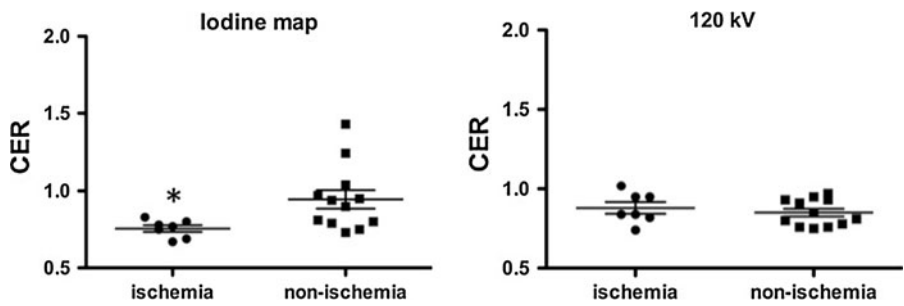 Iodine map
CER
2.0
1.5
1.0
0.5
*
ischemia
non-ischemia
120 kV
CER
2.0
1.5
1.0
0.5
ischemia
non-ischemia